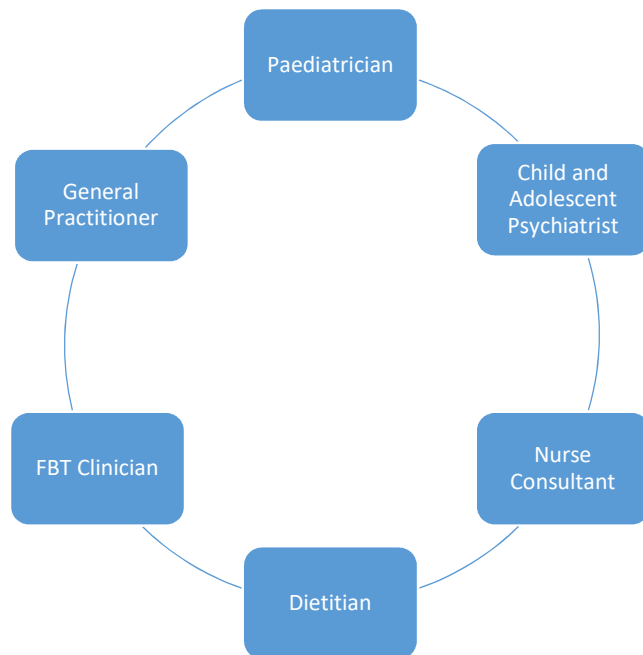 Paediatrician
Child and
Adolescent
Psychiatrist
Nurse
Consultant
Dietitian
FBT Clinician
General
Practitioner